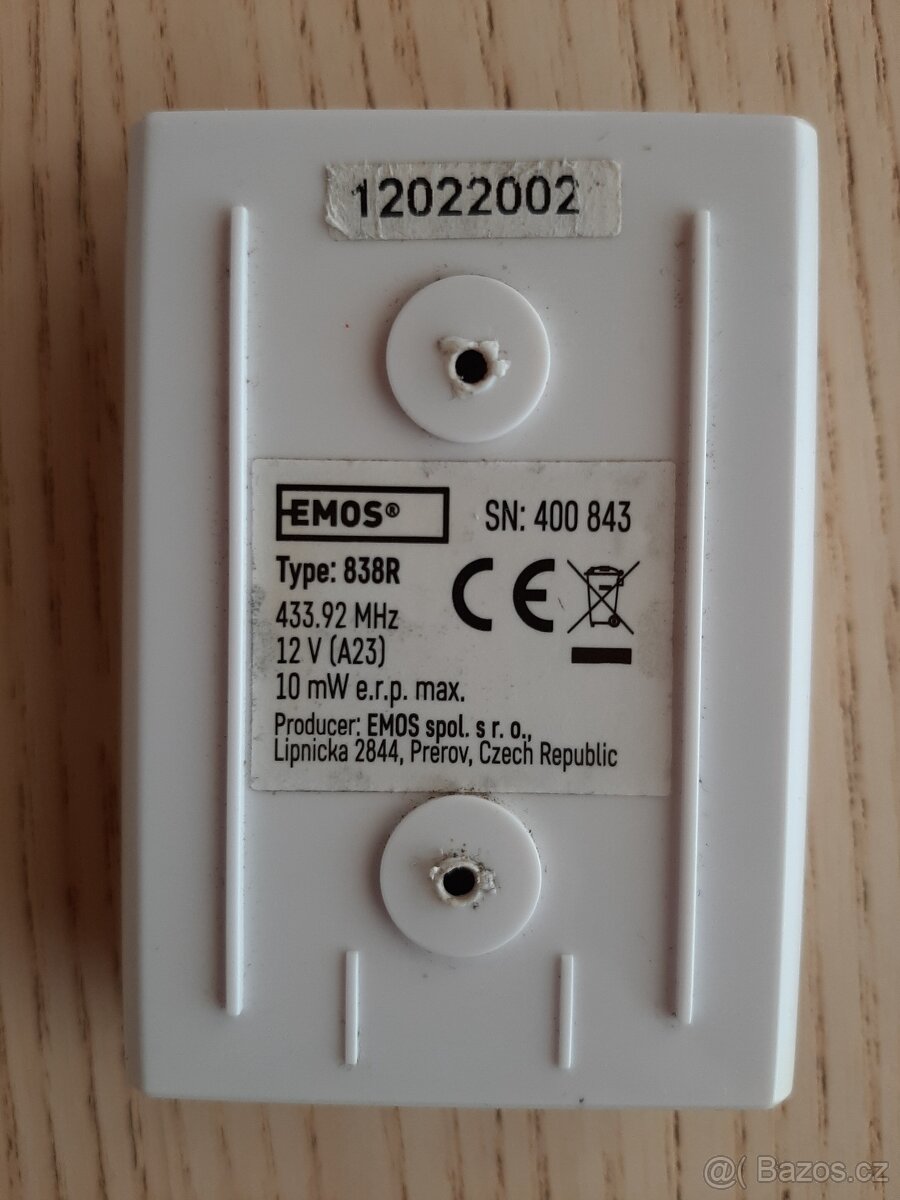 12022002
EMOS® SN: 400 843
Type: 838R
CE
433.92 MHz
12 V (A23)
10 mW e.r.p. max.
Producer: EMOS spol. s r. o.,
Lipnicka 2844, Prerov, Czech Republic
@( Bazos.cz